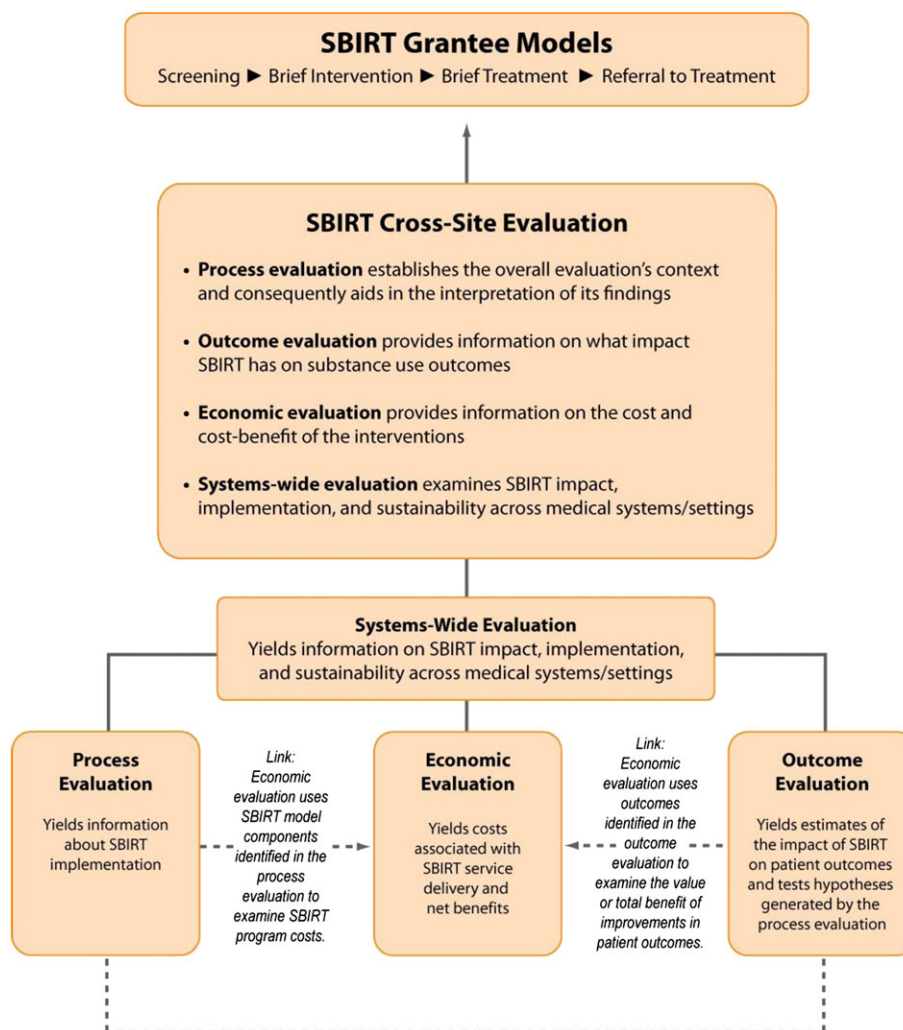 SBIRT Grantee Models
Screening ► Brief Intervention ► Brief Treatment ► Referral to Treatment
SBIRT Cross-Site Evaluation
• Process evaluation establishes the overall evaluation's context
and consequently aids in the interpretation of its findings
• Outcome evaluation provides information on what impact
SBIRT has on substance use outcomes
• Economic evaluation provides information on the cost and
cost-benefit of the interventions
• Systems-wide evaluation examines SBIRT impact,
implementation, and sustainability across medical systems/settings
Systems-Wide Evaluation
Yields information on SBIRT impact, implementation,
and sustainability across medical systems/settings
Process
Evaluation
Yields information
about SBIRT
implementation
Link:
Economic
evaluation uses
SBIRT model
components
identified in the
process
evaluation to
examine SBIRT
program costs.
Economic
Evaluation
Yields costs
associated with
SBIRT service
delivery and
net benefits
Link:
Economic
evaluation uses
outcomes
identified in the
outcome
evaluation to
examine the value
or total benefit of
improvements in
patient outcomes.
Outcome
Evaluation
Yields estimates of
the impact of SBIRT
on patient outcomes
and tests hypotheses
generated by the
process evaluation